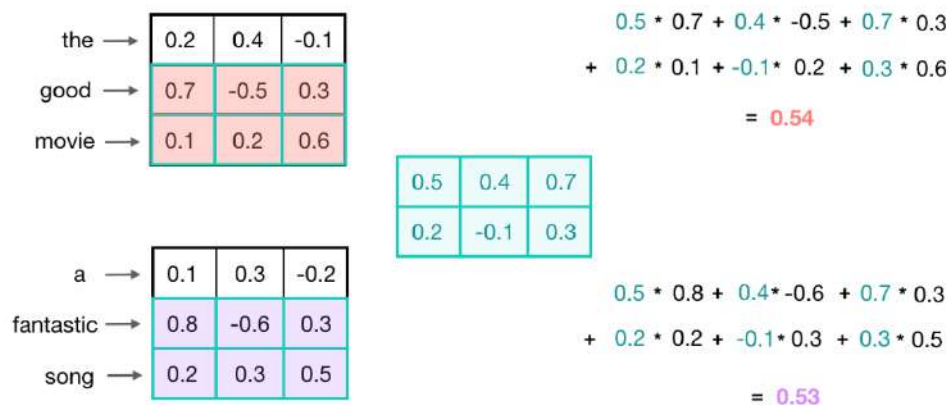 the → 0.2 0.4 -0.1
good → 0.7 -0.5 0.3
movie → 0.1 0.2 0.6
0.5 * 0.7 + 0.4 * -0.5 + 0.7 * 0.3
+ 0.2 * 0.1 + -0.1 * 0.2 + 0.3 * 0.6
= 0.54
0.5 0.4 0.7
0.2 -0.1 0.3
a → 0.1 0.3 -0.2
fantastic → 0.8 -0.6 0.3
song → 0.2 0.3 0.5
0.5 * 0.8 + 0.4 * -0.6 + 0.7 * 0.3
+ 0.2 * 0.2 + -0.1 * 0.3 + 0.3 * 0.5
= 0.53